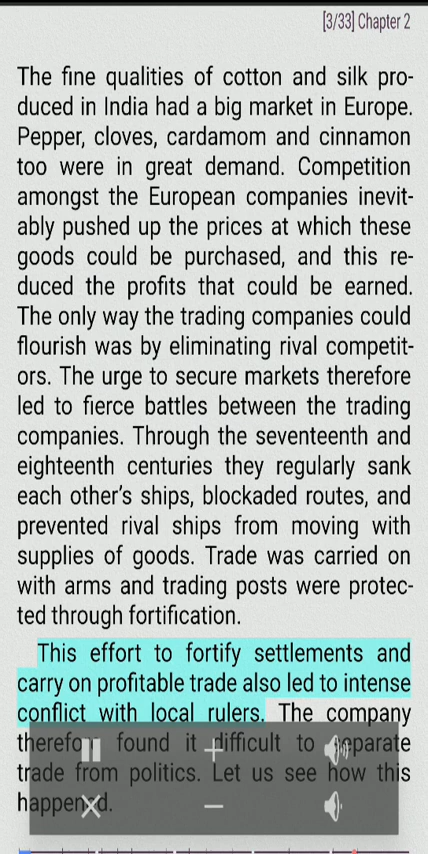 [3/33] Chapter 2
The fine qualities of cotton and silk pro-
duced in India had a big market in Europe.
Pepper, cloves, cardamom and cinnamon
too were in great demand. Competition
amongst the European companies inevit-
ably pushed up the prices at which these
goods could be purchased, and this re-
duced the profits that could be earned.
The only way the trading companies could
flourish was by eliminating rival competit-
ors. The urge to secure markets therefore
led to fierce battles between the trading
companies. Through the seventeenth and
eighteenth centuries they regularly sank
each other's ships, blockaded routes, and
prevented rival ships from moving with
supplies of goods. Trade was carried on
with arms and trading posts were protec-
ted through fortification.
This effort to fortify settlements and
carry on profitable trade also led to intense
conflict with local rulers. The company
therefore found it difficult to separate
trade from politics. Let us see how this
happened.